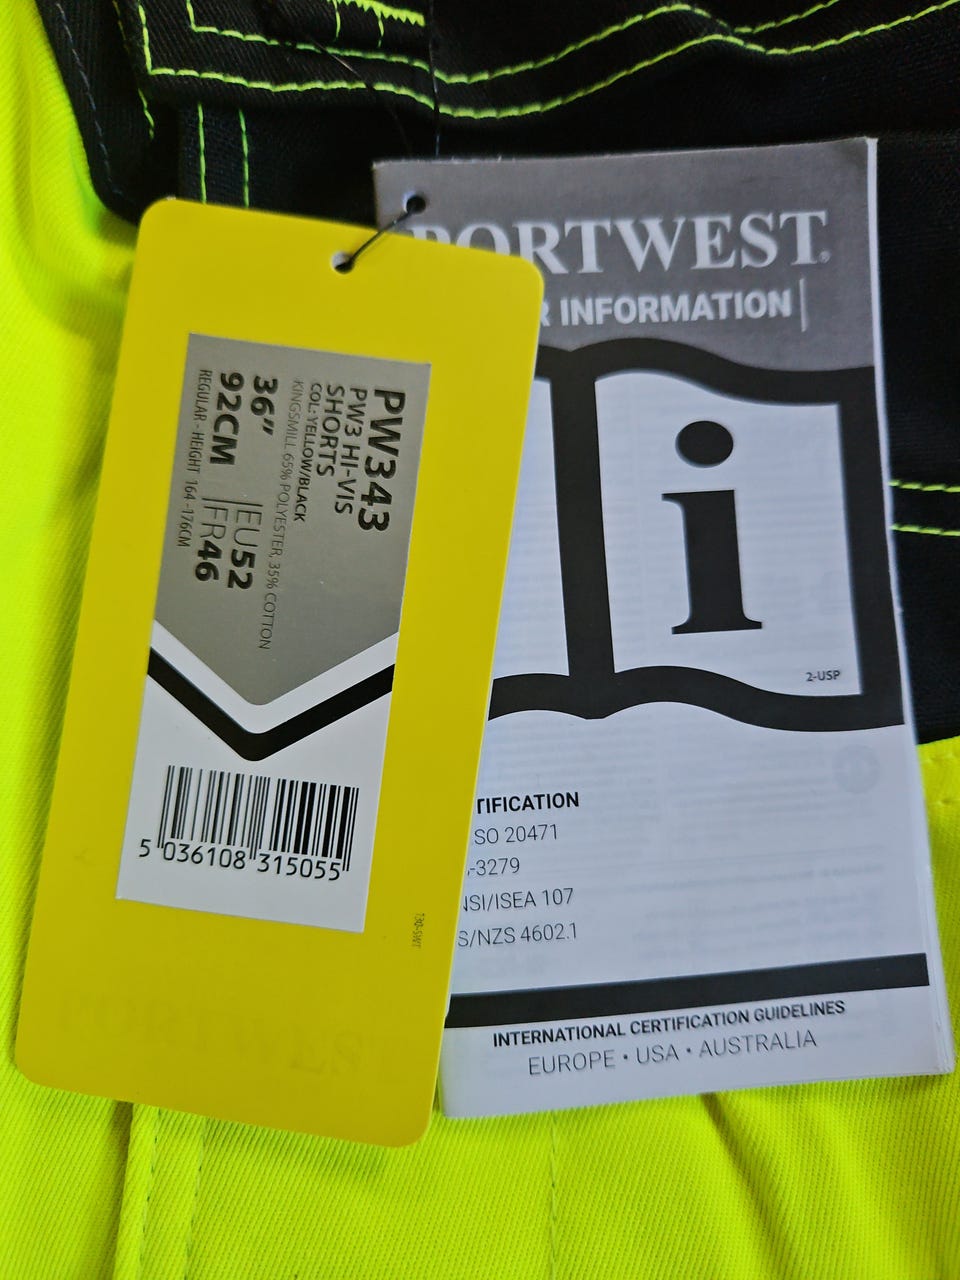 PW343
PW3 HI-VIS
SHORTS
COL:YELLOW/BLACK
KINGSMILL 65% POLYESTER, 35% COTTON
36” |EU52
92CM |FR46
REGULAR - HEIGHT 164 -176CM
5 036108 315055
130-SWT
PORTWEST®
R INFORMATION
i
2-USP
TIFICATION
SO 20471
-3279
NSI/ISEA 107
S/NZS 4602.1
INTERNATIONAL CERTIFICATION GUIDELINES
EUROPE • USA • AUSTRALIA